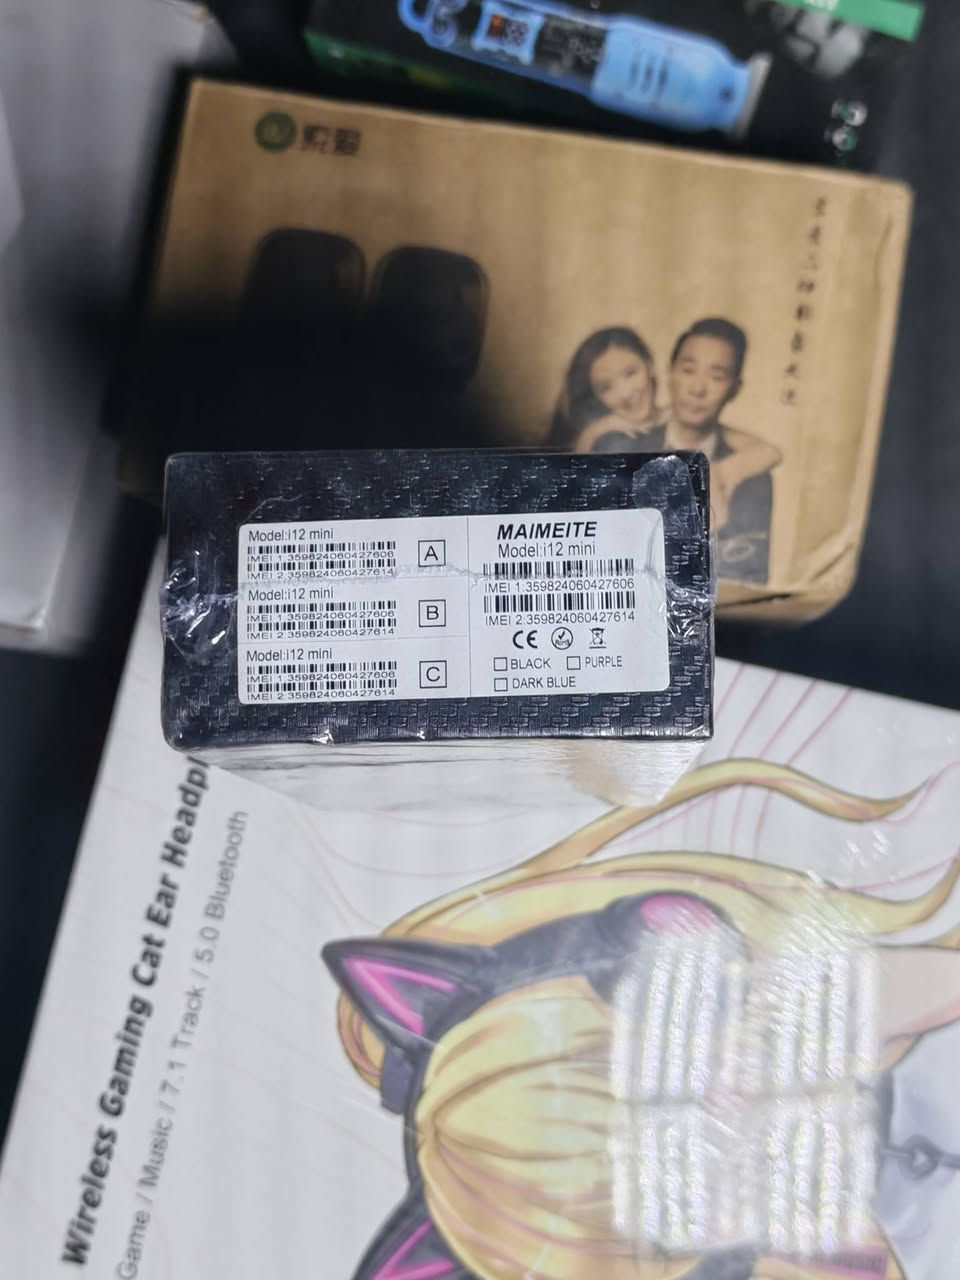 索爱
Model:i12 mini
IMEI 1:359824060427606
IMEI 2:359824060427614
A
Model:i12 mini
IMEI 1:359824060427606
IMEI 2:359824060427614
B
Model:i12 mini
IMEI 1:359824060427606
IMEI 2:359824060427614
C
MAIMEITE
Model:i12 mini
IMEI 1:359824060427606
IMEI 2:359824060427614
CE
BLACK PURPLE
DARK BLUE
Wireless Gaming Cat Ear Headp
Game / Music / 7.1 Track / 5.0 Bluetooth